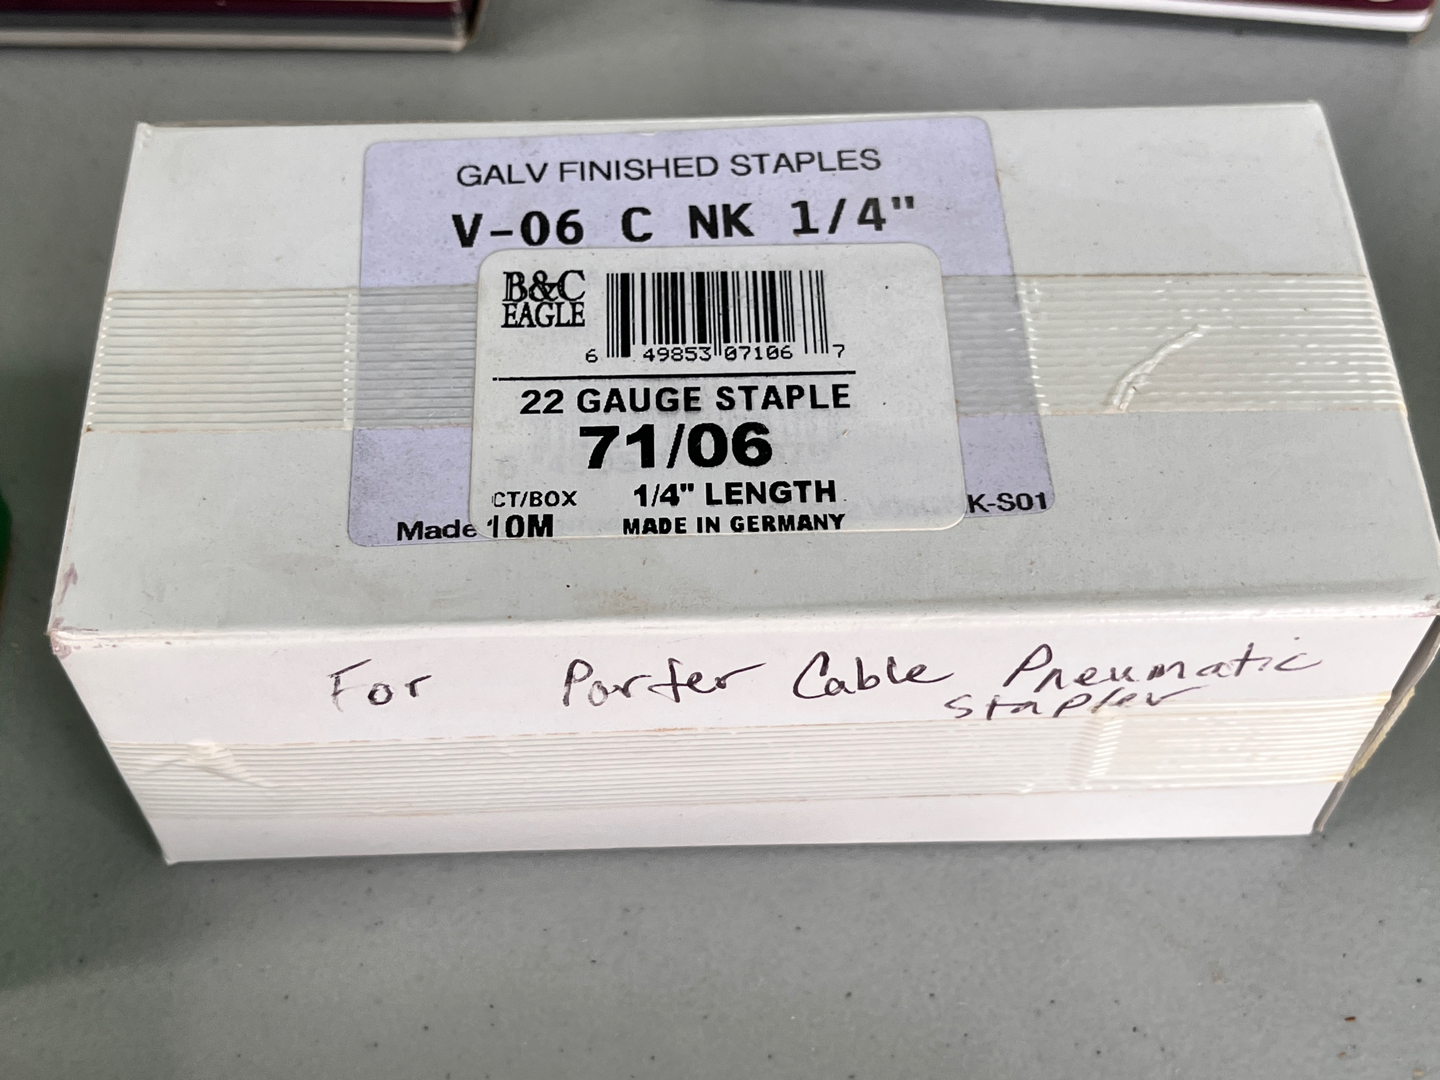 GALV FINISHED STAPLES
V-06 C NK 1/4"
B&C
EAGLE
6 49853 07106 7
22 GAUGE STAPLE
71/06
CT/BOX 1/4" LENGTH
K-S01
Made 10M MADE IN GERMANY
For Porter Cable Pneumatic
stapler